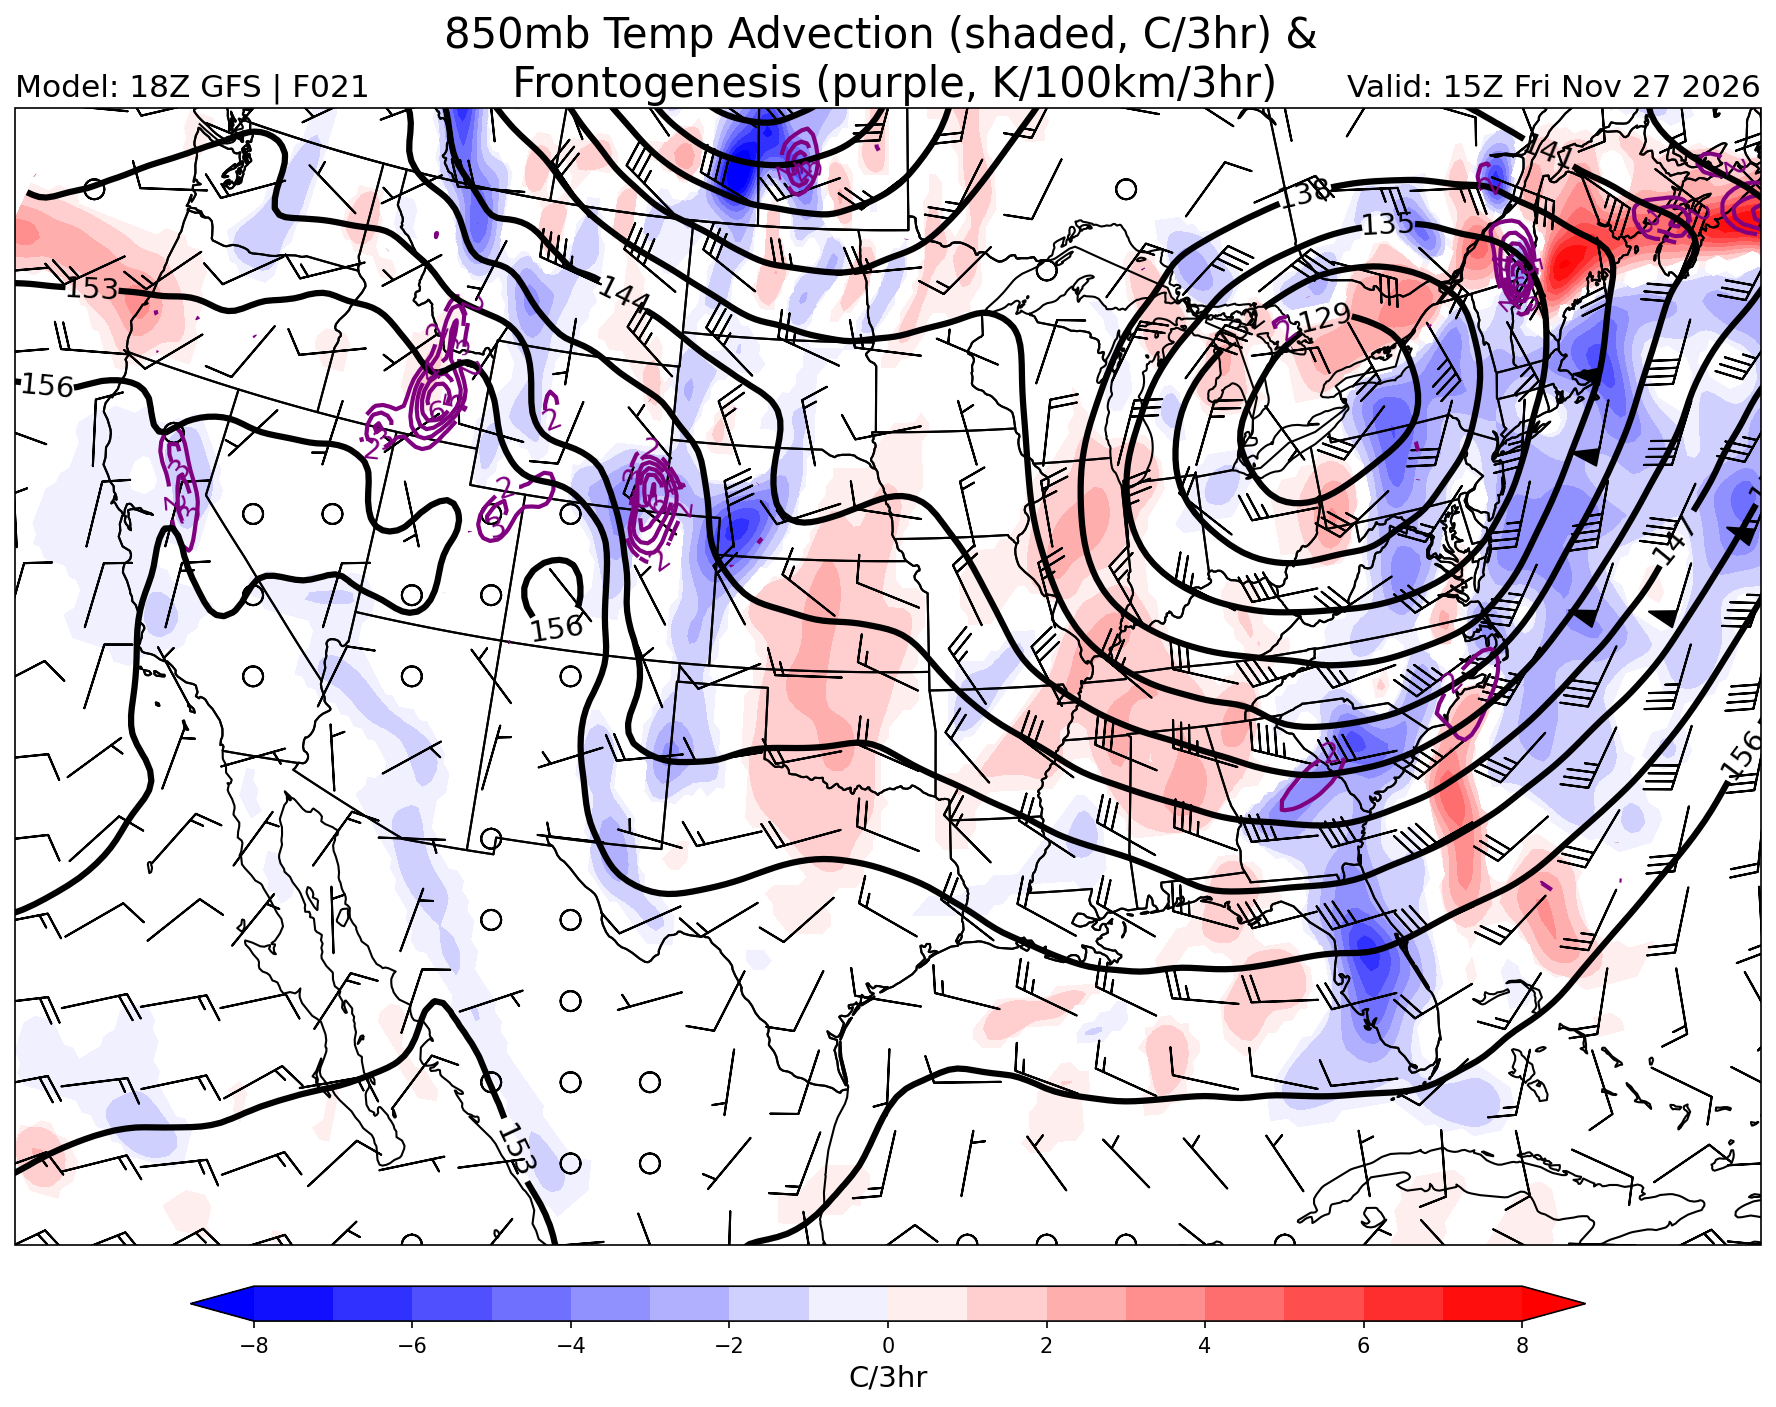 850mb Temp Advection (shaded, C/3hr) &
Frontogenesis (purple, K/100km/3hr)
Model: 18Z GFS | F021
Valid: 15Z Fri Nov 27 2026
141
138
135
153
144
129
156
147
156
156
153
−8 −6 −4 −2 0 2 4 6 8
C/3hr